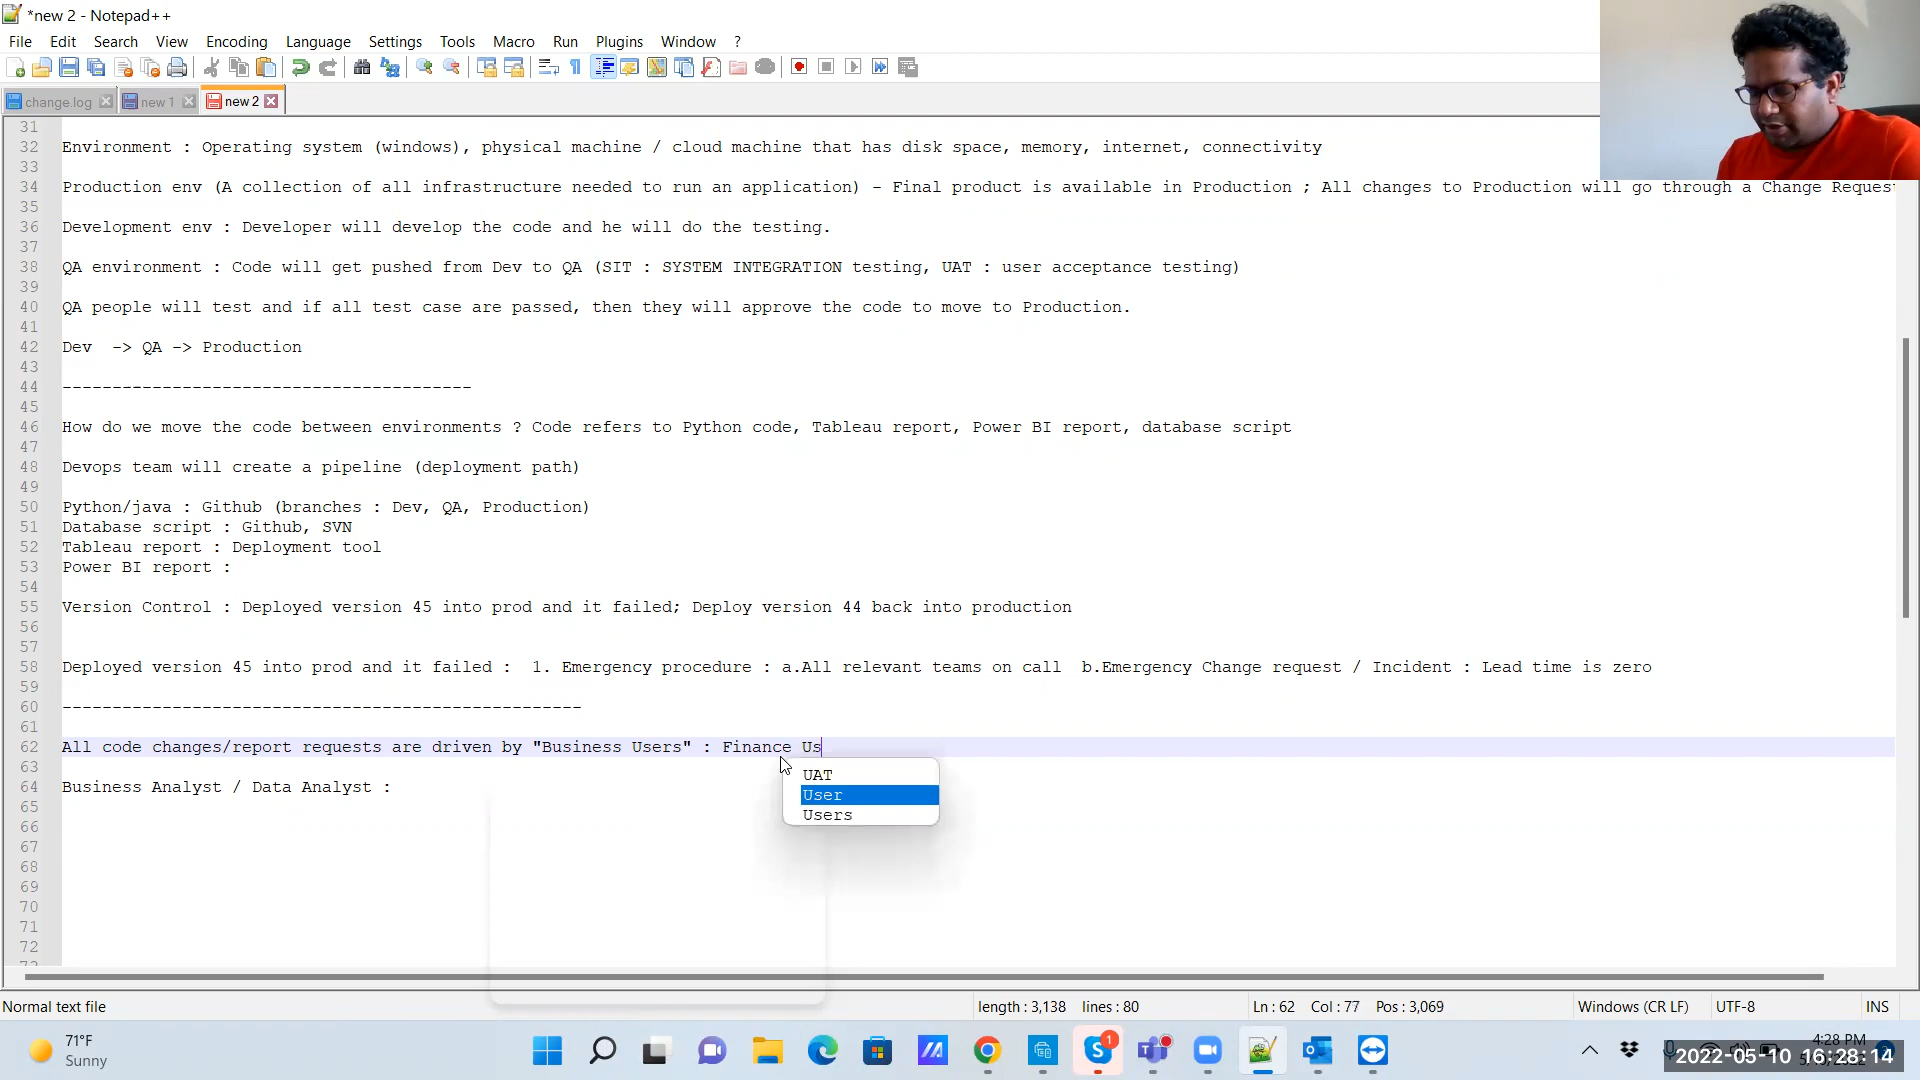 *new 2 - Notepad++
File Edit Search View Encoding Language Settings Tools Macro Run Plugins Window ?
change.log new 1 new 2
31
32 Environment : Operating system (windows), physical machine / cloud machine that has disk space, memory, internet, connectivity
33
34 Production env (A collection of all infrastructure needed to run an application) - Final product is available in Production ; All changes to Production will go through a Change Request
35
36 Development env : Developer will develop the code and he will do the testing.
37
38 QA environment : Code will get pushed from Dev to QA (SIT : SYSTEM INTEGRATION testing, UAT : user acceptance testing)
39
40 QA people will test and if all test case are passed, then they will approve the code to move to Production.
41
42 Dev -> QA -> Production
43
44 -----------------------------------------
45
46 How do we move the code between environments ? Code refers to Python code, Tableau report, Power BI report, database script
47
48 Devops team will create a pipeline (deployment path)
49
50 Python/java : Github (branches : Dev, QA, Production)
51 Database script : Github, SVN
52 Tableau report : Deployment tool
53 Power BI report :
54
55 Version Control : Deployed version 45 into prod and it failed; Deploy version 44 back into production
56
57
58 Deployed version 45 into prod and it failed : 1. Emergency procedure : a.All relevant teams on call b.Emergency Change request / Incident : Lead time is zero
59
60 ----------------------------------------------------
61
62 All code changes/report requests are driven by "Business Users" : Finance Us
63
UAT
64 Business Analyst / Data Analyst :
User
65
Users
66
67
68
69
70
71
72
Normal text file length : 3,138 lines : 80 Ln : 62 Col : 77 Pos : 3,069 Windows (CR LF) UTF-8 INS
71°F
Sunny
1
4:28 PM
2022-05-10 16:28:14